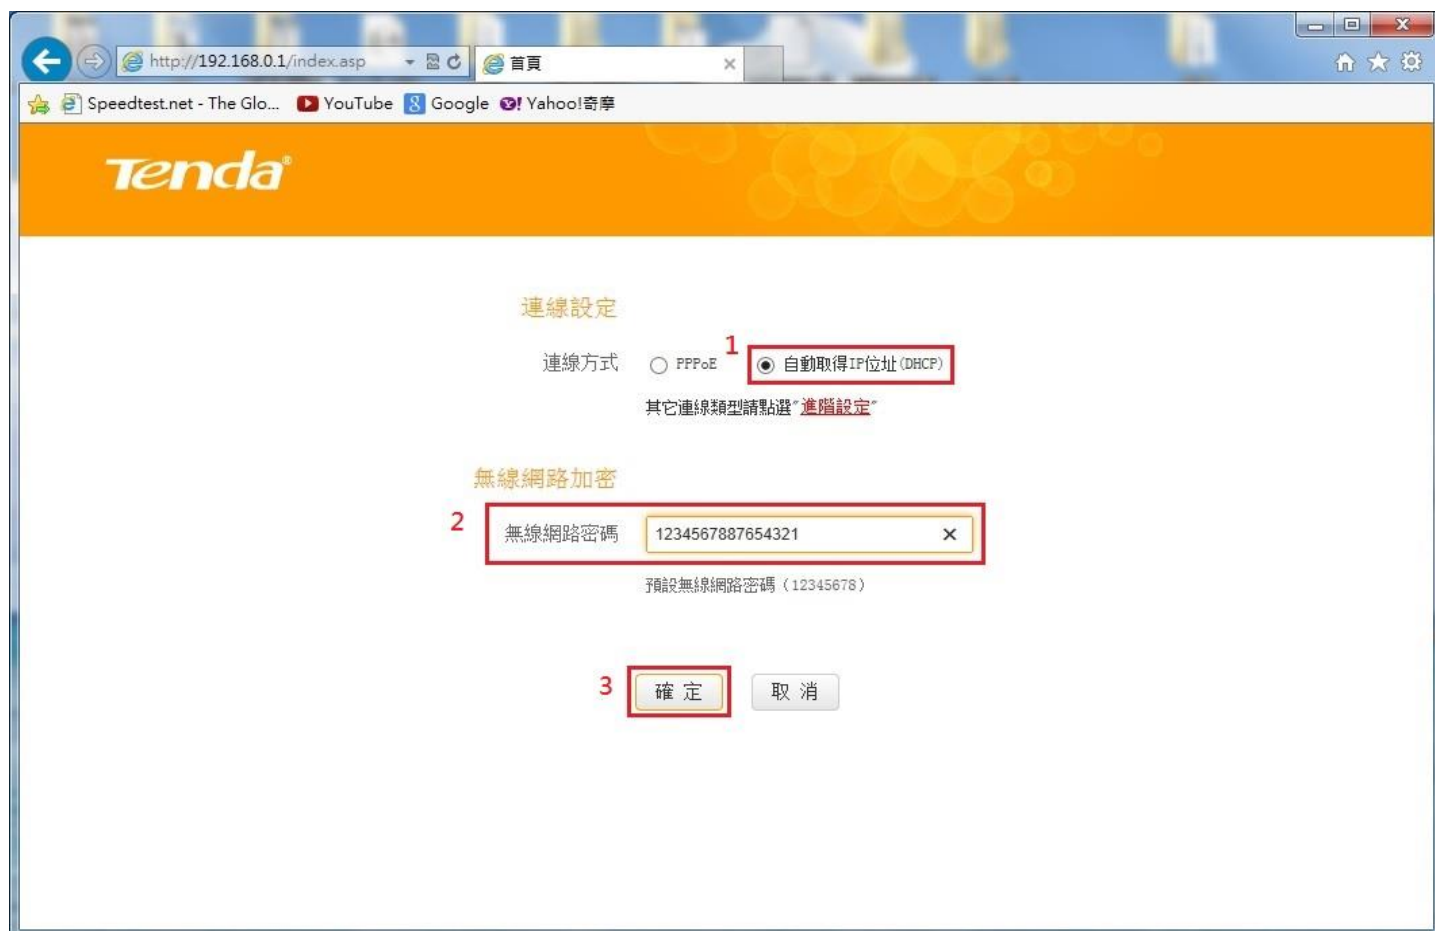 http://192.168.0.1/index.asp 首頁
Speedtest.net - The Glo... YouTube Google Yahoo!奇摩
Tenda®
連線設定
連線方式 PPPoE 1 自動取得IP位址(DHCP)
其它連線類型請點選"進階設定"
無線網路加密
2 無線網路密碼 1234567887654321
預設無線網路密碼（12345678）
3 確定 取消